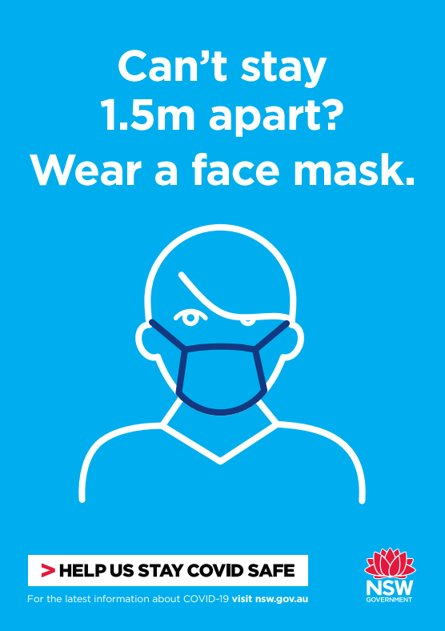 Can’t stay
1.5m apart?
Wear a face mask.
> HELP US STAY COVID SAFE
For the latest information about COVID-19 visit nsw.gov.au
NSW
GOVERNMENT